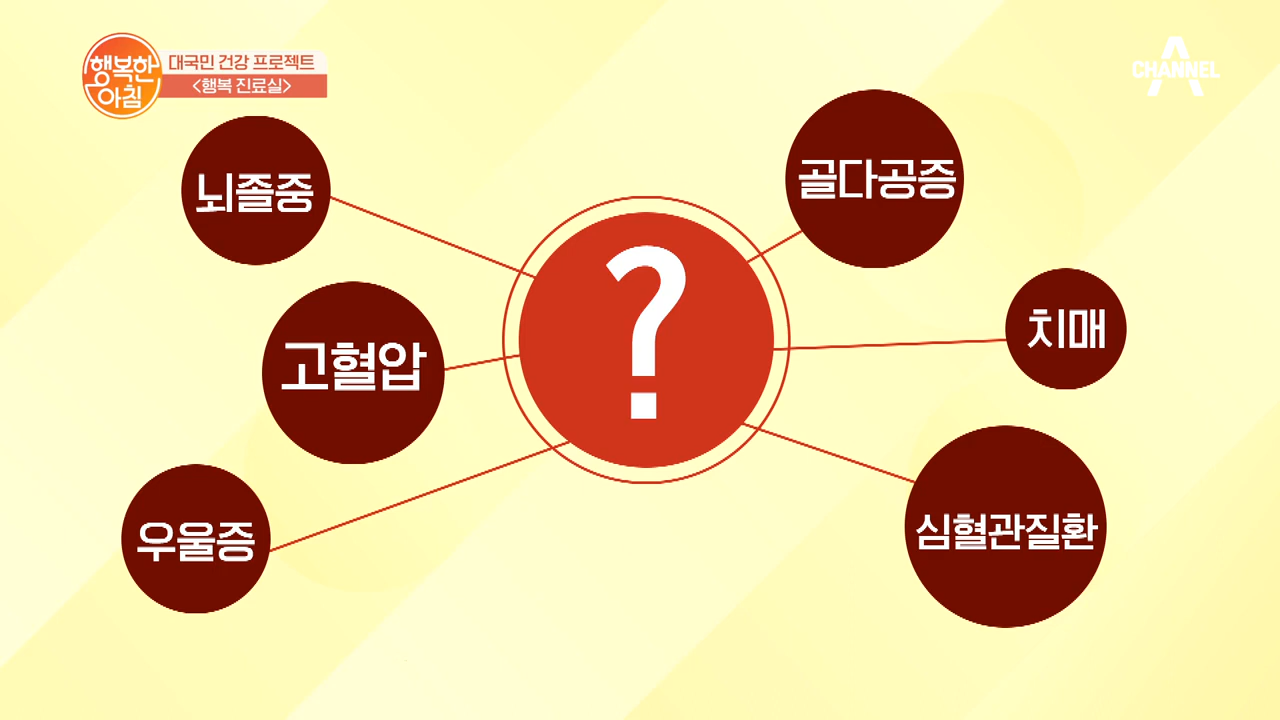 행복한
아침
대국민 건강 프로젝트
<행복 진료실>
CHANNEL A
뇌졸중
골다공증
?
고혈압
치매
우울증
심혈관질환